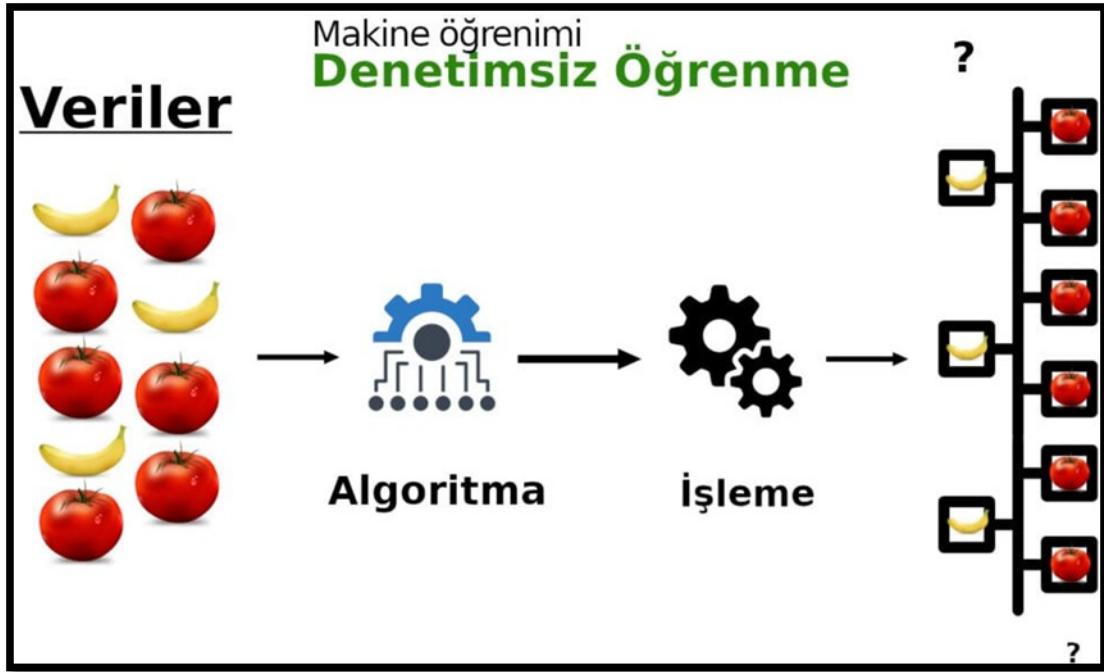 Makine öğrenimi
Denetimsiz Öğrenme
?
Veriler
Algoritma
İşleme
?